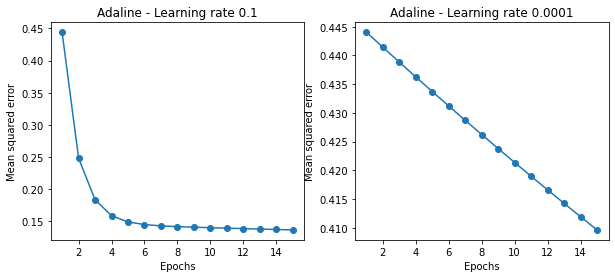 Adaline - Learning rate 0.1
0.45
0.40
0.35
0.30
0.25
0.20
0.15
Mean squared error
2 4 6 8 10 12 14
Epochs
Adaline - Learning rate 0.0001
0.445
0.440
0.435
0.430
0.425
0.420
0.415
0.410
Mean squared error
2 4 6 8 10 12 14
Epochs